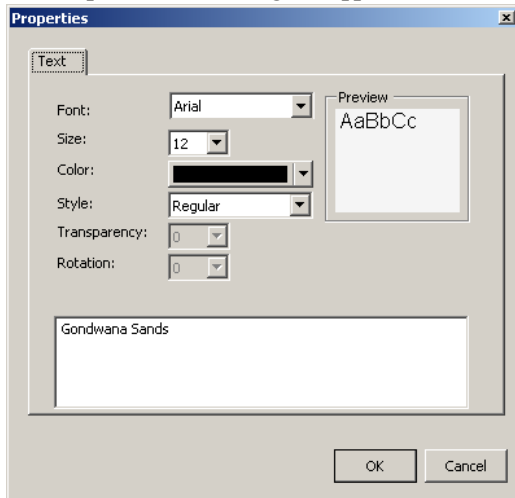 Properties
Text
Font: Arial
Preview
AaBbCc
Size: 12
Color:
Style: Regular
Transparency: 0
Rotation: 0
Gondwana Sands
OK Cancel